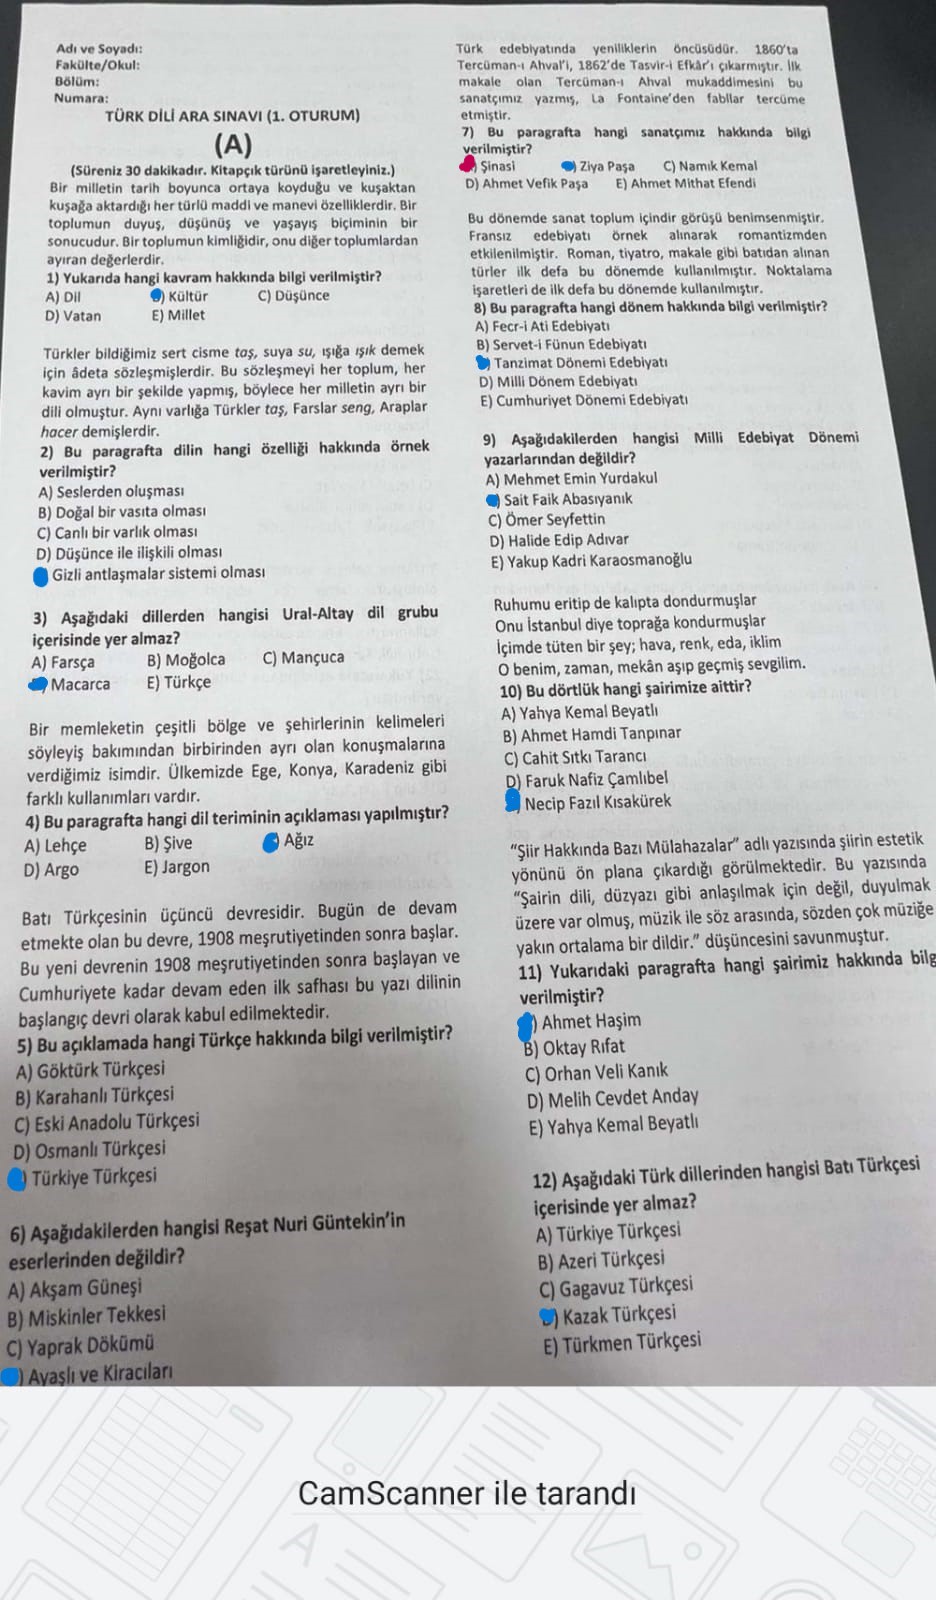 Adı ve Soyadı:
Fakülte/Okul:
Bölüm:
Numara:
TÜRK DİLİ ARA SINAVI (1. OTURUM)
(A)
(Süreniz 30 dakikadır. Kitapçık türünü işaretleyiniz.)
Bir milletin tarih boyunca ortaya koyduğu ve kuşaktan
kuşağa aktardığı her türlü maddi ve manevi özelliklerdir. Bir
toplumun duyuş, düşünüş ve yaşayış biçiminin bir
sonucudur. Bir toplumun kimliğidir, onu diğer toplumlardan
ayıran değerlerdir.
1) Yukarıda hangi kavram hakkında bilgi verilmiştir?
A) Dil ) Kültür C) Düşünce
D) Vatan E) Millet
Türkler bildiğimiz sert cisme taş, suya su, ışığa ışık demek
için âdeta sözleşmişlerdir. Bu sözleşmeyi her toplum, her
kavim ayrı bir şekilde yapmış, böylece her milletin ayrı bir
dili olmuştur. Aynı varlığa Türkler taş, Farslar seng, Araplar
hacer demişlerdir.
2) Bu paragrafta dilin hangi özelliği hakkında örnek
verilmiştir?
A) Seslerden oluşması
B) Doğal bir vasıta olması
C) Canlı bir varlık olması
D) Düşünce ile ilişkili olması
Gizli antlaşmalar sistemi olması
3) Aşağıdaki dillerden hangisi Ural-Altay dil grubu
içerisinde yer almaz?
A) Farsça B) Moğolca C) Mançuca
) Macarca E) Türkçe
Bir memleketin çeşitli bölge ve şehirlerinin kelimeleri
söyleyiş bakımından birbirinden ayrı olan konuşmalarına
verdiğimiz isimdir. Ülkemizde Ege, Konya, Karadeniz gibi
farklı kullanımları vardır.
4) Bu paragrafta hangi dil teriminin açıklaması yapılmıştır?
A) Lehçe B) Şive ) Ağız
D) Argo E) Jargon
Batı Türkçesinin üçüncü devresidir. Bugün de devam
etmekte olan bu devre, 1908 meşrutiyetinden sonra başlar.
Bu yeni devrenin 1908 meşrutiyetinden sonra başlayan ve
Cumhuriyete kadar devam eden ilk safhası bu yazı dilinin
başlangıç devri olarak kabul edilmektedir.
5) Bu açıklamada hangi Türkçe hakkında bilgi verilmiştir?
A) Göktürk Türkçesi
B) Karahanlı Türkçesi
C) Eski Anadolu Türkçesi
D) Osmanlı Türkçesi
) Türkiye Türkçesi
6) Aşağıdakilerden hangisi Reşat Nuri Güntekin'in
eserlerinden değildir?
A) Akşam Güneşi
B) Miskinler Tekkesi
C) Yaprak Dökümü
) Ayaşlı ve Kiracıları
Türk edebiyatında yeniliklerin öncüsüdür. 1860'ta
Tercüman-ı Ahval'i, 1862'de Tasvir-i Efkâr'ı çıkarmıştır. İlk
makale olan Tercüman-ı Ahval mukaddimesini bu
sanatçımız yazmış, La Fontaine'den fabllar tercüme
etmiştir.
7) Bu paragrafta hangi sanatçımız hakkında bilgi
verilmiştir?
) Şinasi ) Ziya Paşa C) Namık Kemal
D) Ahmet Vefik Paşa E) Ahmet Mithat Efendi
Bu dönemde sanat toplum içindir görüşü benimsenmiştir.
Fransız edebiyatı örnek alınarak romantizmden
etkilenilmiştir. Roman, tiyatro, makale gibi batıdan alınan
türler ilk defa bu dönemde kullanılmıştır. Noktalama
işaretleri de ilk defa bu dönemde kullanılmıştır.
8) Bu paragrafta hangi dönem hakkında bilgi verilmiştir?
A) Fecr-i Ati Edebiyatı
B) Servet-i Fünun Edebiyatı
) Tanzimat Dönemi Edebiyatı
D) Milli Dönem Edebiyatı
E) Cumhuriyet Dönemi Edebiyatı
9) Aşağıdakilerden hangisi Milli Edebiyat Dönemi
yazarlarından değildir?
A) Mehmet Emin Yurdakul
) Sait Faik Abasıyanık
C) Ömer Seyfettin
D) Halide Edip Adıvar
E) Yakup Kadri Karaosmanoğlu
Ruhumu eritip de kalıpta dondurmuşlar
Onu İstanbul diye toprağa kondurmuşlar
İçimde tüten bir şey; hava, renk, eda, iklim
O benim, zaman, mekân aşıp geçmiş sevgilim.
10) Bu dörtlük hangi şairimize aittir?
A) Yahya Kemal Beyatlı
B) Ahmet Hamdi Tanpınar
C) Cahit Sıtkı Tarancı
D) Faruk Nafiz Çamlıbel
Necip Fazıl Kısakürek
"Şiir Hakkında Bazı Mülahazalar" adlı yazısında şiirin estetik
yönünü ön plana çıkardığı görülmektedir. Bu yazısında
"Şairin dili, düzyazı gibi anlaşılmak için değil, duyulmak
üzere var olmuş, müzik ile söz arasında, sözden çok müziğe
yakın ortalama bir dildir." düşüncesini savunmuştur.
11) Yukarıdaki paragrafta hangi şairimiz hakkında bilg
verilmiştir?
) Ahmet Haşim
B) Oktay Rıfat
C) Orhan Veli Kanık
D) Melih Cevdet Anday
E) Yahya Kemal Beyatlı
12) Aşağıdaki Türk dillerinden hangisi Batı Türkçesi
içerisinde yer almaz?
A) Türkiye Türkçesi
B) Azeri Türkçesi
C) Gagavuz Türkçesi
) Kazak Türkçesi
E) Türkmen Türkçesi
CamScanner ile tarandı